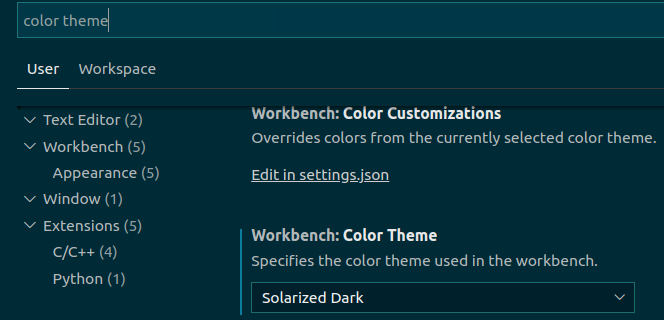 color theme
User Workspace
Text Editor (2)
Workbench (5)
Appearance (5)
Window (1)
Extensions (5)
C/C++ (4)
Python (1)
Workbench: Color Customizations
Overrides colors from the currently selected color theme.
Edit in settings.json
Workbench: Color Theme
Specifies the color theme used in the workbench.
Solarized Dark